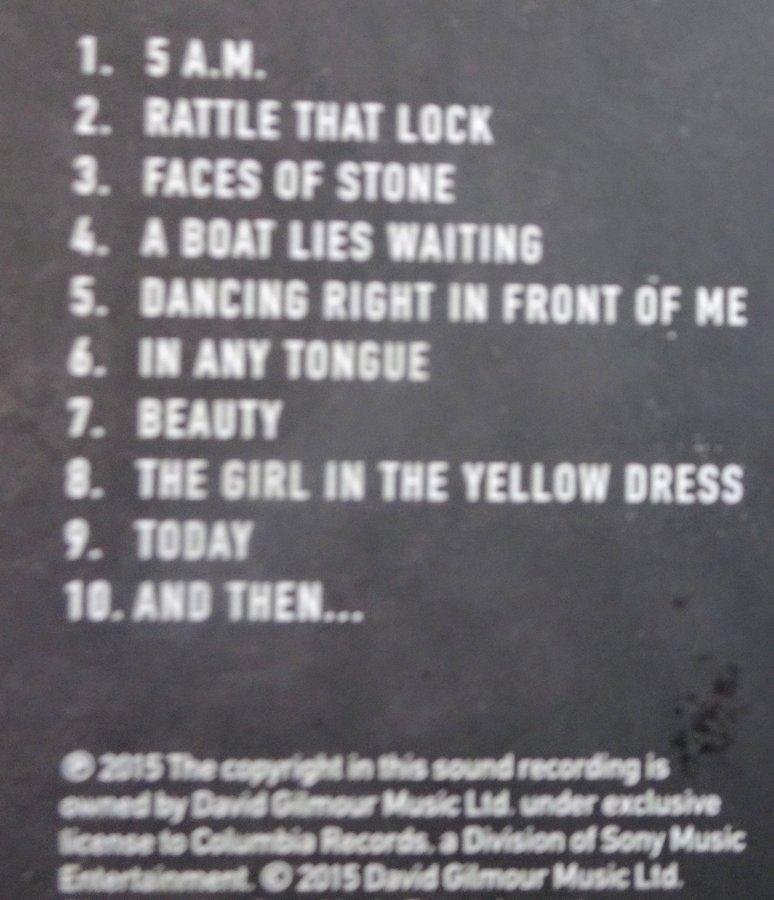 1. 5 A.M.
2. RATTLE THAT LOCK
3. FACES OF STONE
4. A BOAT LIES WAITING
5. DANCING RIGHT IN FRONT OF ME
6. IN ANY TONGUE
7. BEAUTY
8. THE GIRL IN THE YELLOW DRESS
9. TODAY
10. AND THEN...
℗ 2015 The copyright in this sound recording is
owned by David Gilmour Music Ltd. under exclusive
license to Columbia Records, a Division of Sony Music
Entertainment. © 2015 David Gilmour Music Ltd.